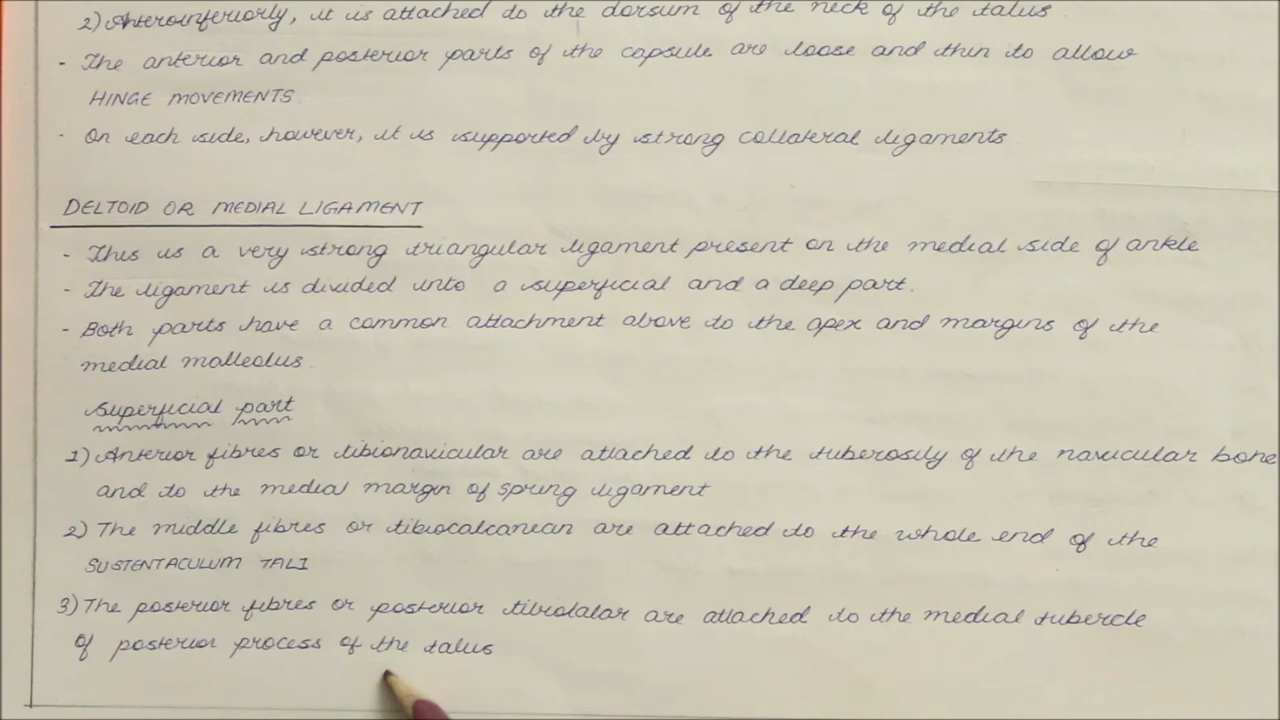 2) Anteroinferiorly, it is attached to the dorsum of the neck of the talus
- The anterior and posterior parts of the capsule are loose and thin to allow
HINGE MOVEMENTS
- On each side, however, it is supported by strong collateral ligaments
DELTOID OR MEDIAL LIGAMENT
- This is a very strong triangular ligament present on the medial side of ankle
- The ligament is divided into a superficial and a deep part.
- Both parts have a common attachment above to the apex and margins of the
medial malleolus.
Superficial part
1) Anterior fibres or tibionavicular are attached to the tuberosity of the navicular bone
and to the medial margin of spring ligament
2) The middle fibres or tibiocalcanean are attached to the whole end of the
SUSTENTACULUM TALI
3) The posterior fibres or posterior tibiotalar are attached to the medial tubercle
of posterior process of the talus